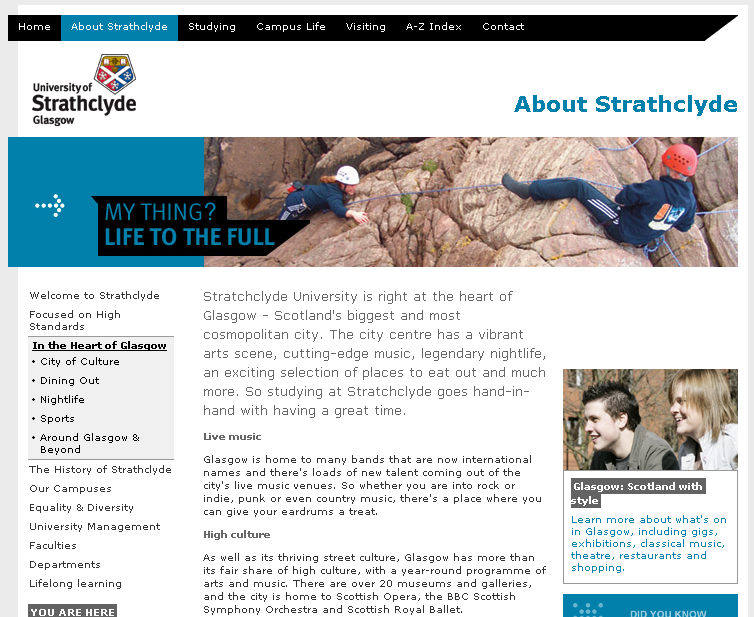 Home About Strathclyde Studying Campus Life Visiting A-Z Index Contact
University of
Strathclyde
Glasgow
About Strathclyde
MY THING?
LIFE TO THE FULL
Welcome to Strathclyde
Focused on High
Standards
In the Heart of Glasgow
• City of Culture
• Dining Out
• Nightlife
• Sports
• Around Glasgow &
Beyond
The History of Strathclyde
Our Campuses
Equality & Diversity
University Management
Faculties
Departments
Lifelong learning
YOU ARE HERE
Stratchclyde University is right at the heart of
Glasgow – Scotland's biggest and most
cosmopolitan city. The city centre has a vibrant
arts scene, cutting-edge music, legendary nightlife,
an exciting selection of places to eat out and much
more. So studying at Stratchclyde goes hand-in-
hand with having a great time.
Live music
Glasgow is home to many bands that are now international
names and there's loads of new talent coming out of the
city's live music venues. So whether you are into rock or
indie, punk or even country music, there's a place where you
can give your eardrums a treat.
High culture
As well as its thriving street culture, Glasgow has more than
its fair share of high culture, with a year-round programme of
arts and music. There are over 20 museums and galleries,
and the city is home to Scottish Opera, the BBC Scottish
Symphony Orchestra and Scottish Royal Ballet.
Glasgow: Scotland with
style
Learn more about what's on
in Glasgow, including gigs,
exhibitions, classical music,
theatre, restaurants and
shopping.
DID YOU KNOW